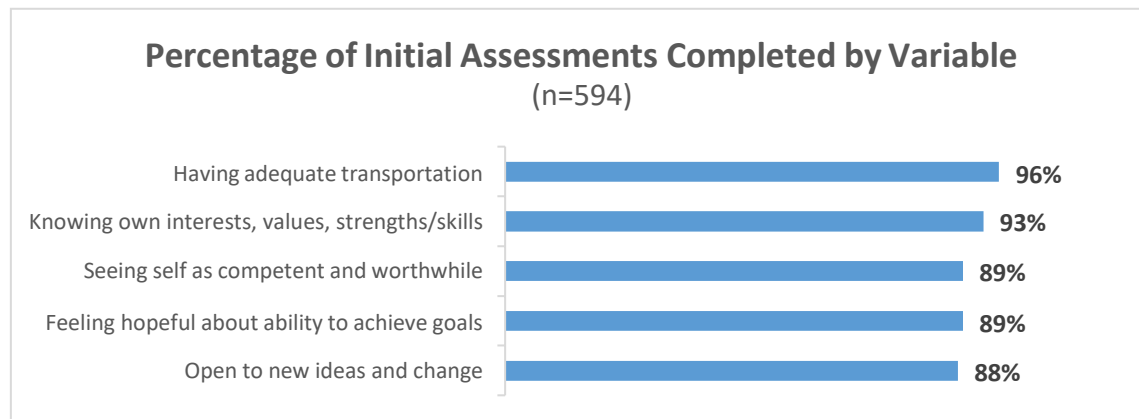 Percentage of Initial Assessments Completed by Variable
(n=594)
Having adequate transportation 96%
Knowing own interests, values, strengths/skills 93%
Seeing self as competent and worthwhile 89%
Feeling hopeful about ability to achieve goals 89%
Open to new ideas and change 88%